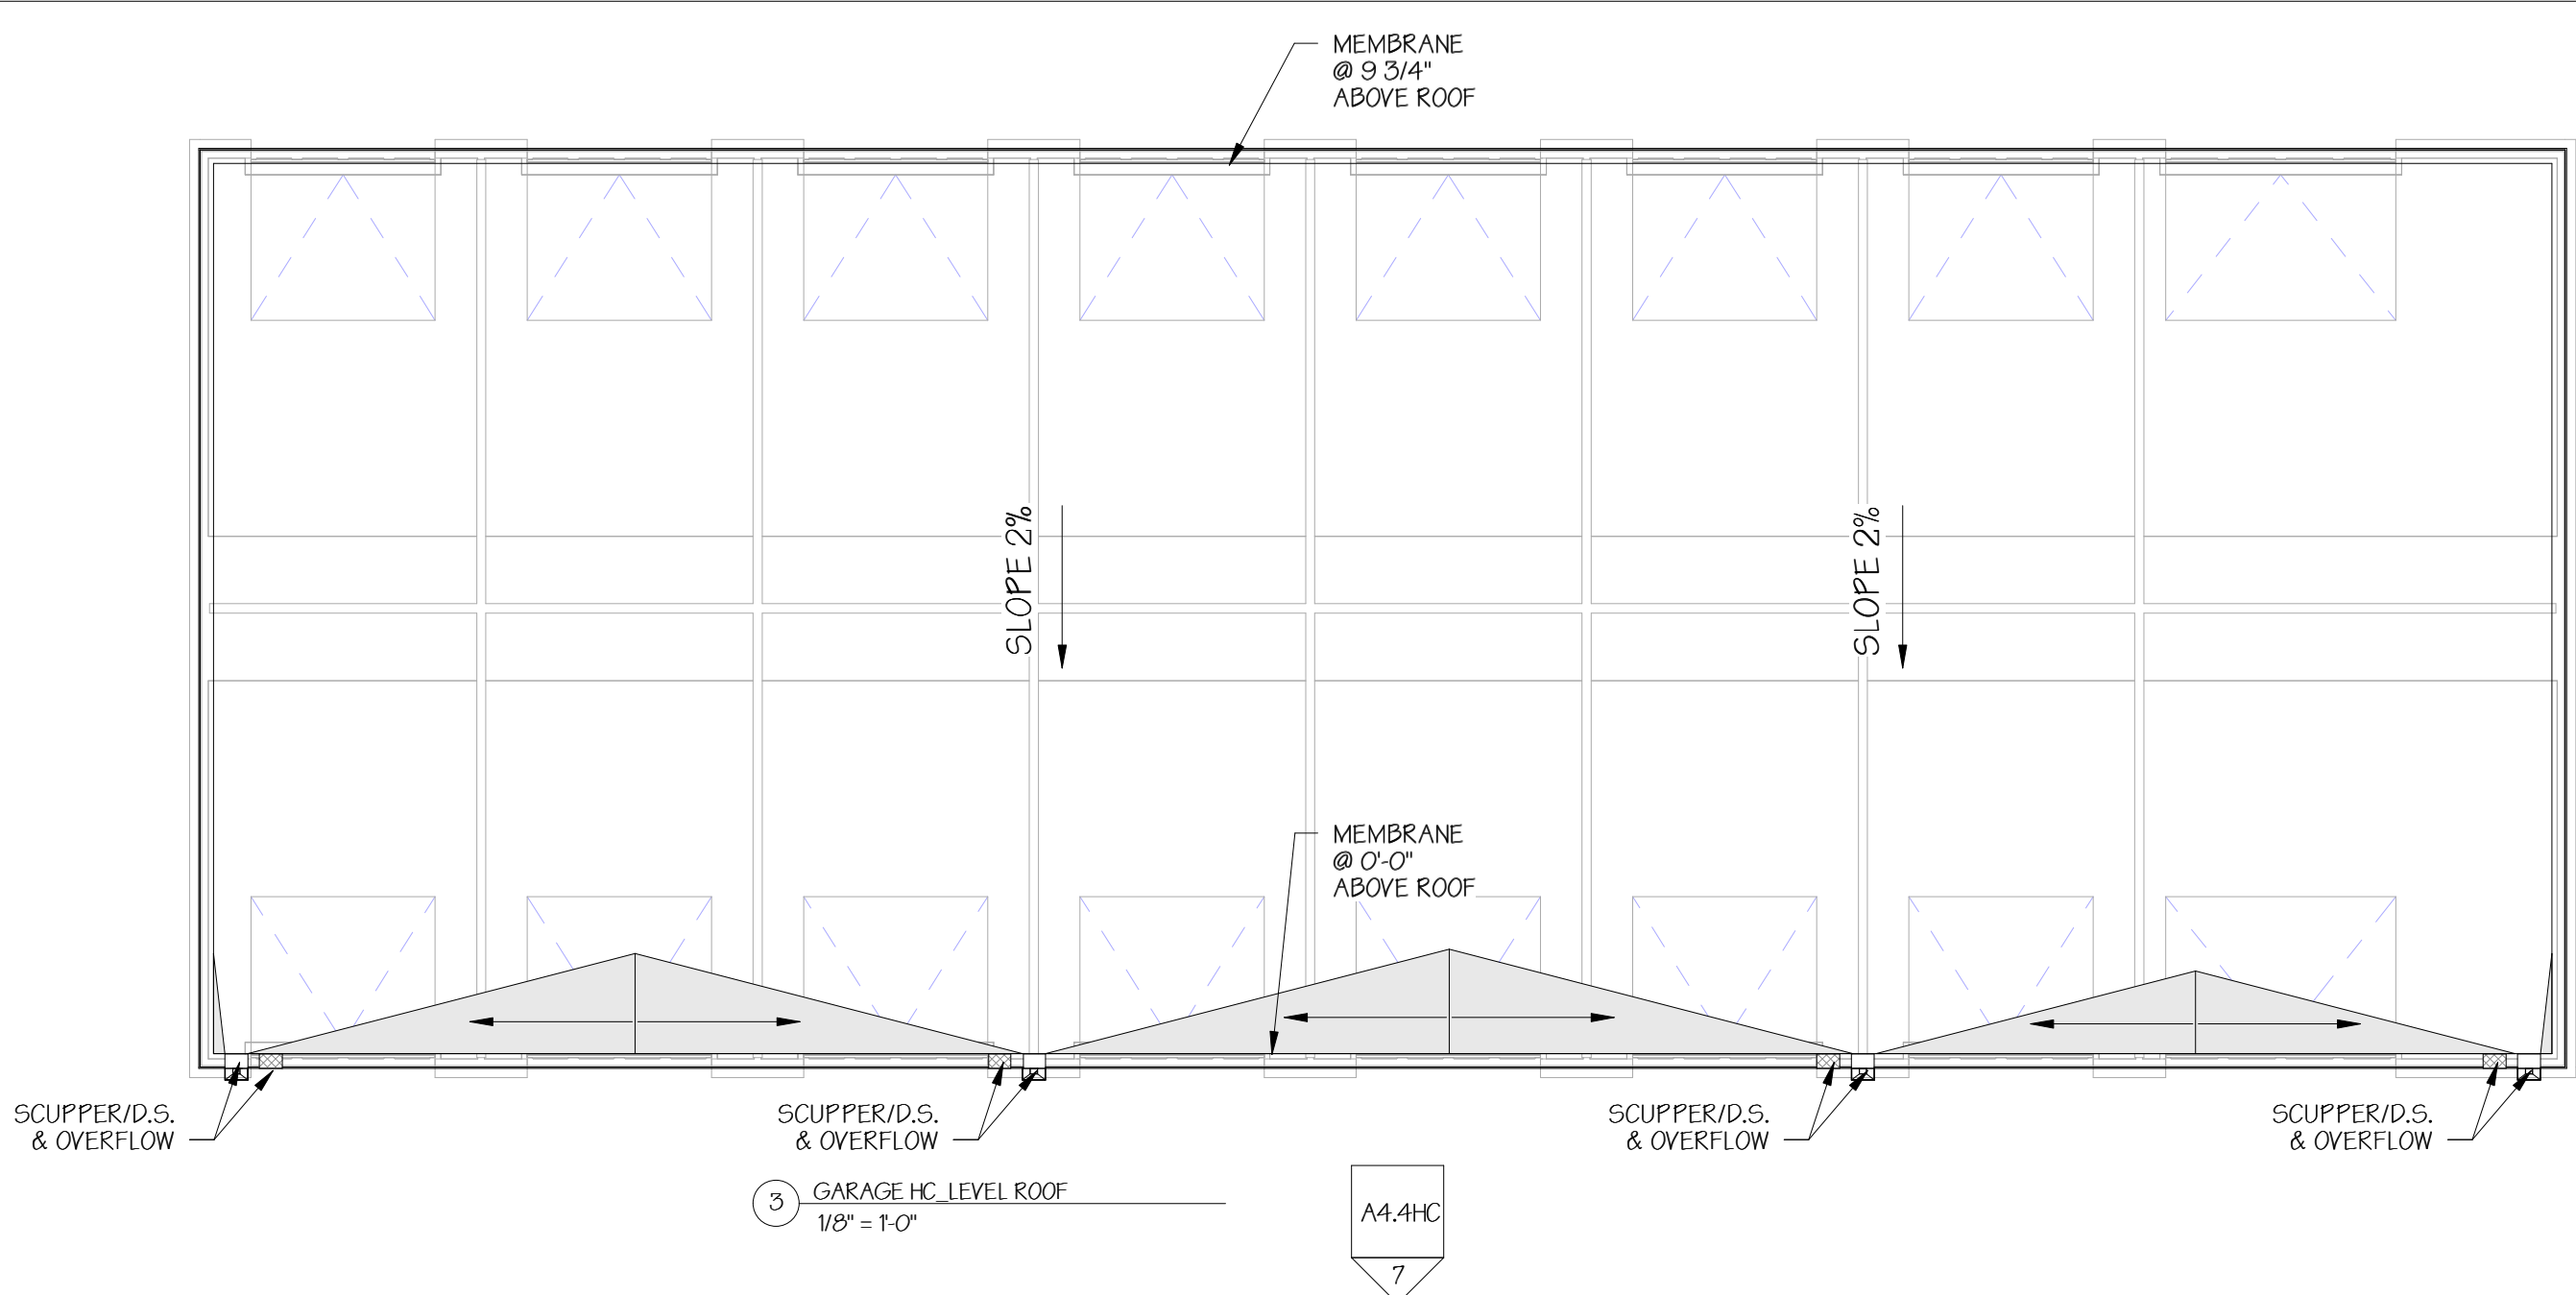 MEMBRANE
@ 9 3/4"
ABOVE ROOF
SLOPE 2%
SLOPE 2%
MEMBRANE
@ 0'-0"
ABOVE ROOF
SCUPPER/D.S.
& OVERFLOW
SCUPPER/D.S.
& OVERFLOW
SCUPPER/D.S.
& OVERFLOW
SCUPPER/D.S.
& OVERFLOW
3
GARAGE HC_LEVEL ROOF
1/8" = 1'-0"
A4.4HC
7